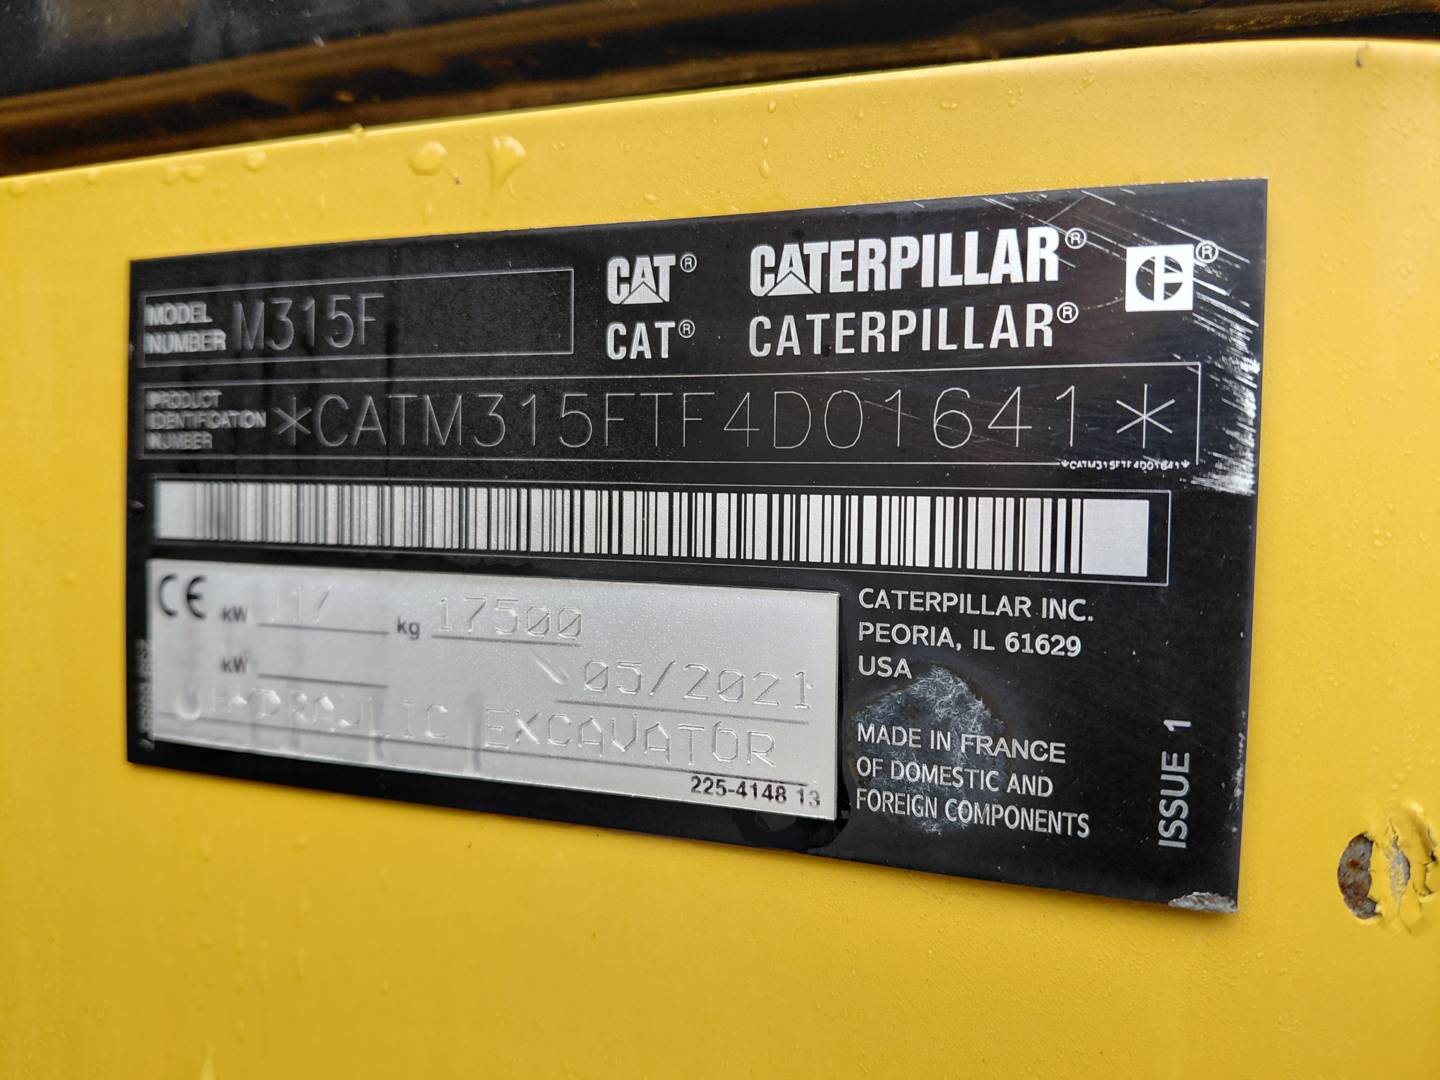 MODEL NUMBER M315F
CAT® CATERPILLAR® ®
CAT® CATERPILLAR®
PRODUCT IDENTIFICATION NUMBER *CATM315FTF4D01641*
*CATM315FTF4D01641*
CE kW 117 kg 17500
kW 05/2021
HYDRAULIC EXCAVATOR
225-4148 13
CATERPILLAR INC.
PEORIA, IL 61629
USA
MADE IN FRANCE
OF DOMESTIC AND
FOREIGN COMPONENTS
ISSUE 1